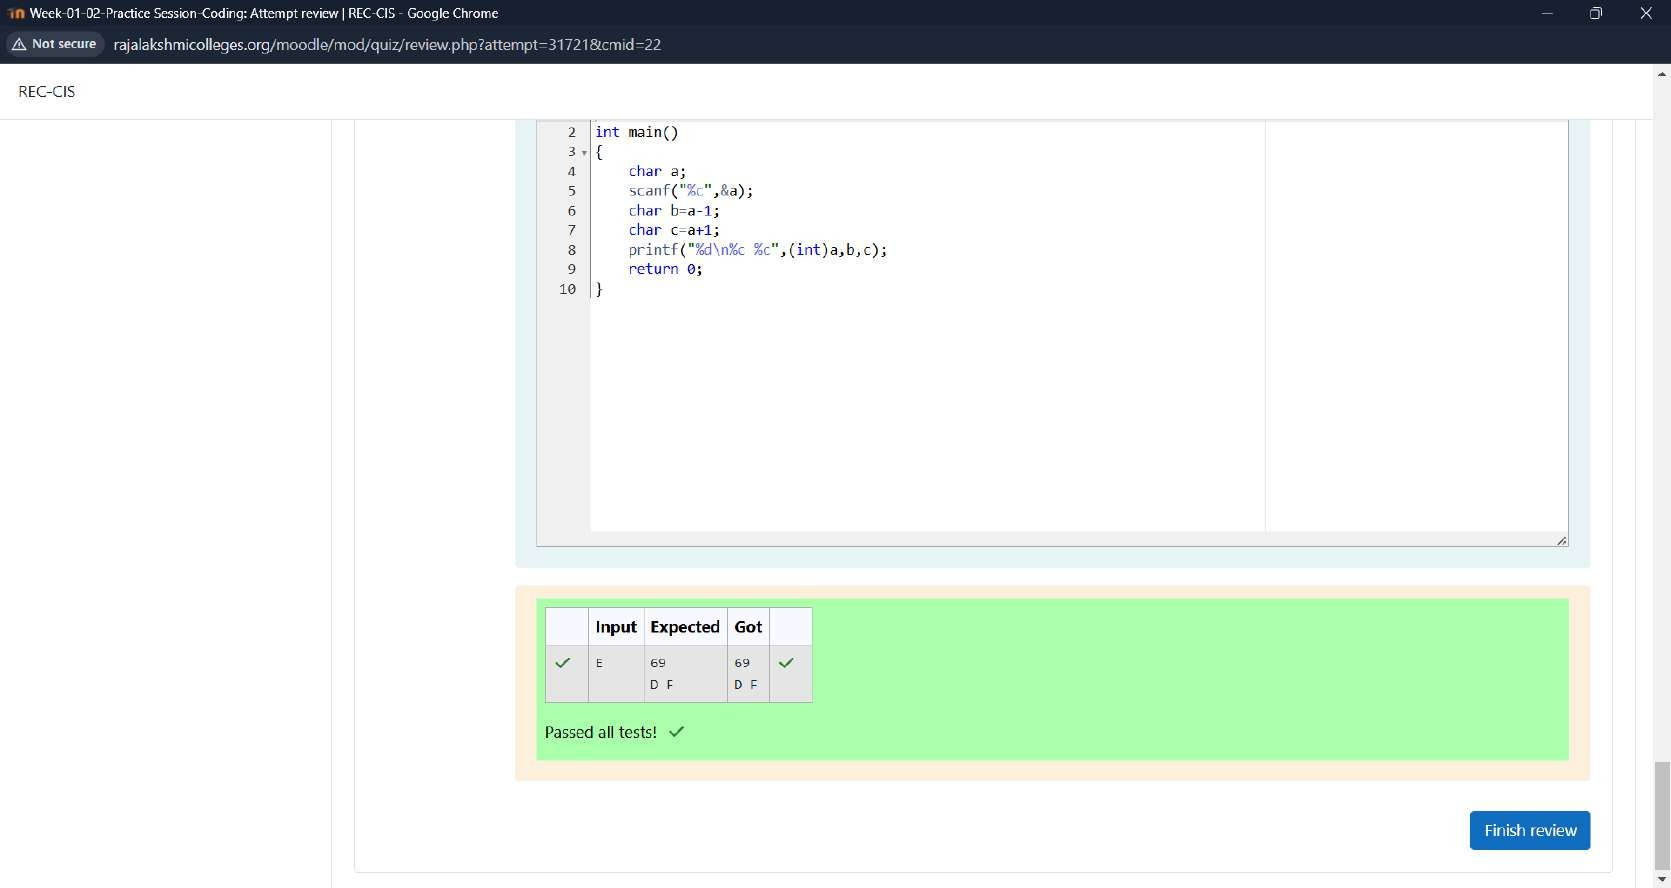 Week-01-02-Practice Session-Coding: Attempt review | REC-CIS - Google Chrome
Not secure rajalakshmicolleges.org/moodle/mod/quiz/review.php?attempt=31721&cmid=22
REC-CIS
2 int main()
3 {
4 char a;
5 scanf("%c",&a);
6 char b=a-1;
7 char c=a+1;
8 printf("%d\n%c %c",(int)a,b,c);
9 return 0;
10 }
Input Expected Got
E 69 69
D F D F
Passed all tests!
Finish review